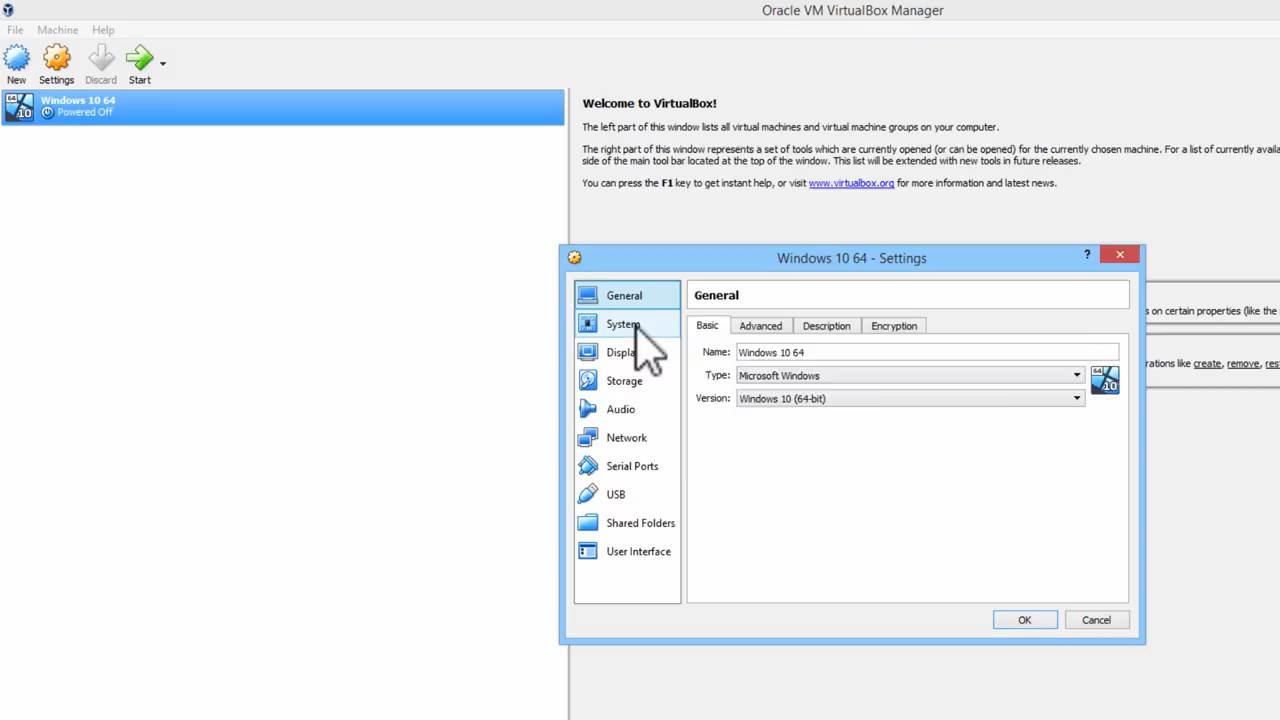 Oracle VM VirtualBox Manager
File Machine Help
New Settings Discard Start
64
10
Windows 10 64
Powered Off
Welcome to VirtualBox!
The left part of this window lists all virtual machines and virtual machine groups on your computer.
The right part of this window represents a set of tools which are currently opened (or can be opened) for the currently chosen machine. For a list of currently
side of the main tool bar located at the top of the window. This list will be extended with new tools in future releases.
You can press the F1 key to get instant help, or visit www.virtualbox.org for more information and latest news.
Windows 10 64 - Settings
?
General
System
Storage
Audio
Network
Serial Ports
USB
Shared Folders
User Interface
General
Basic Advanced Description Encryption
Name: Windows 10 64
Type: Microsoft Windows
Version: Windows 10 (64-bit)
64
10
OK Cancel
s on certain properties (like the
rations like create, remove,